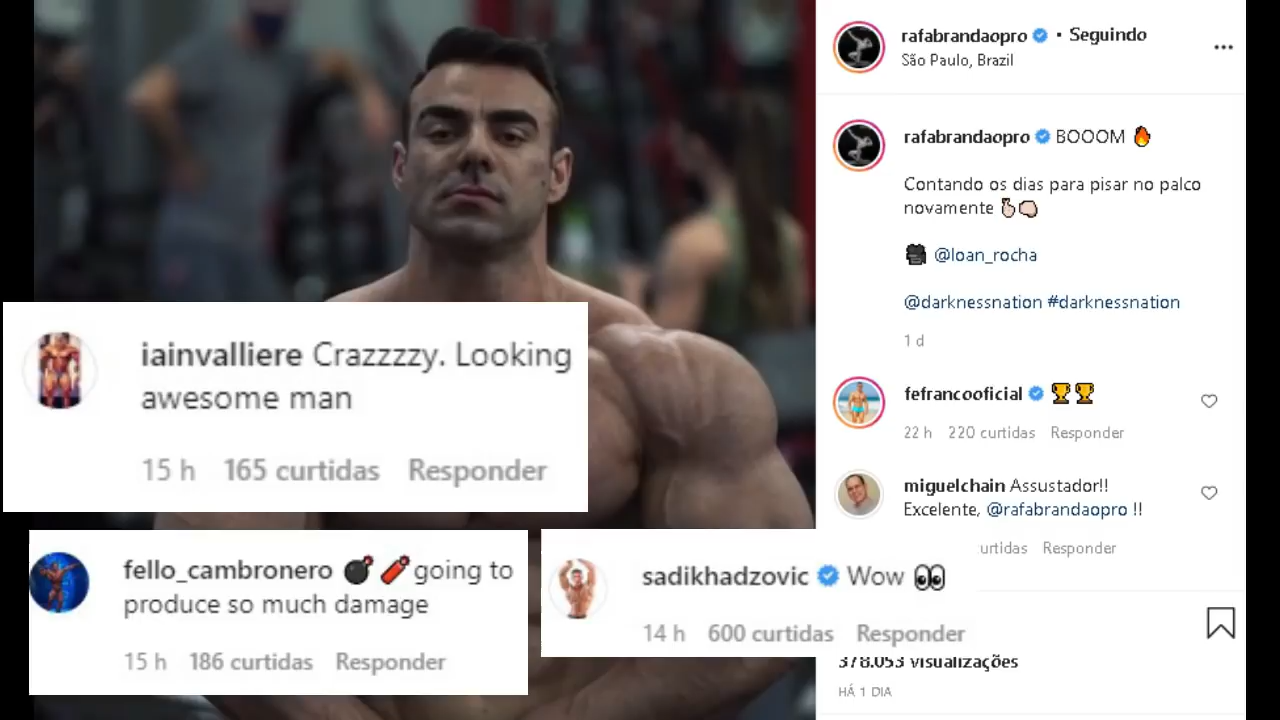 rafabrandaopro • Seguindo
São Paulo, Brazil
rafabrandaopro BOOOM 🔥
Contando os dias para pisar no palco
novamente
@loan_rocha
@darknessnation #darknessnation
1 d
fefrancooficial 🏆🏆
22 h 220 curtidas Responder
miguelchain Assustador!!
Excelente, @rafabrandaopro !!
urtidas Responder
378.053 visualizações
HÁ 1 DIA
iainvalliere Crazzzzy. Looking
awesome man
15 h 165 curtidas Responder
fello_cambronero 💣🧨going to
produce so much damage
15 h 186 curtidas Responder
sadikhadzovic Wow 👀
14 h 600 curtidas Responder